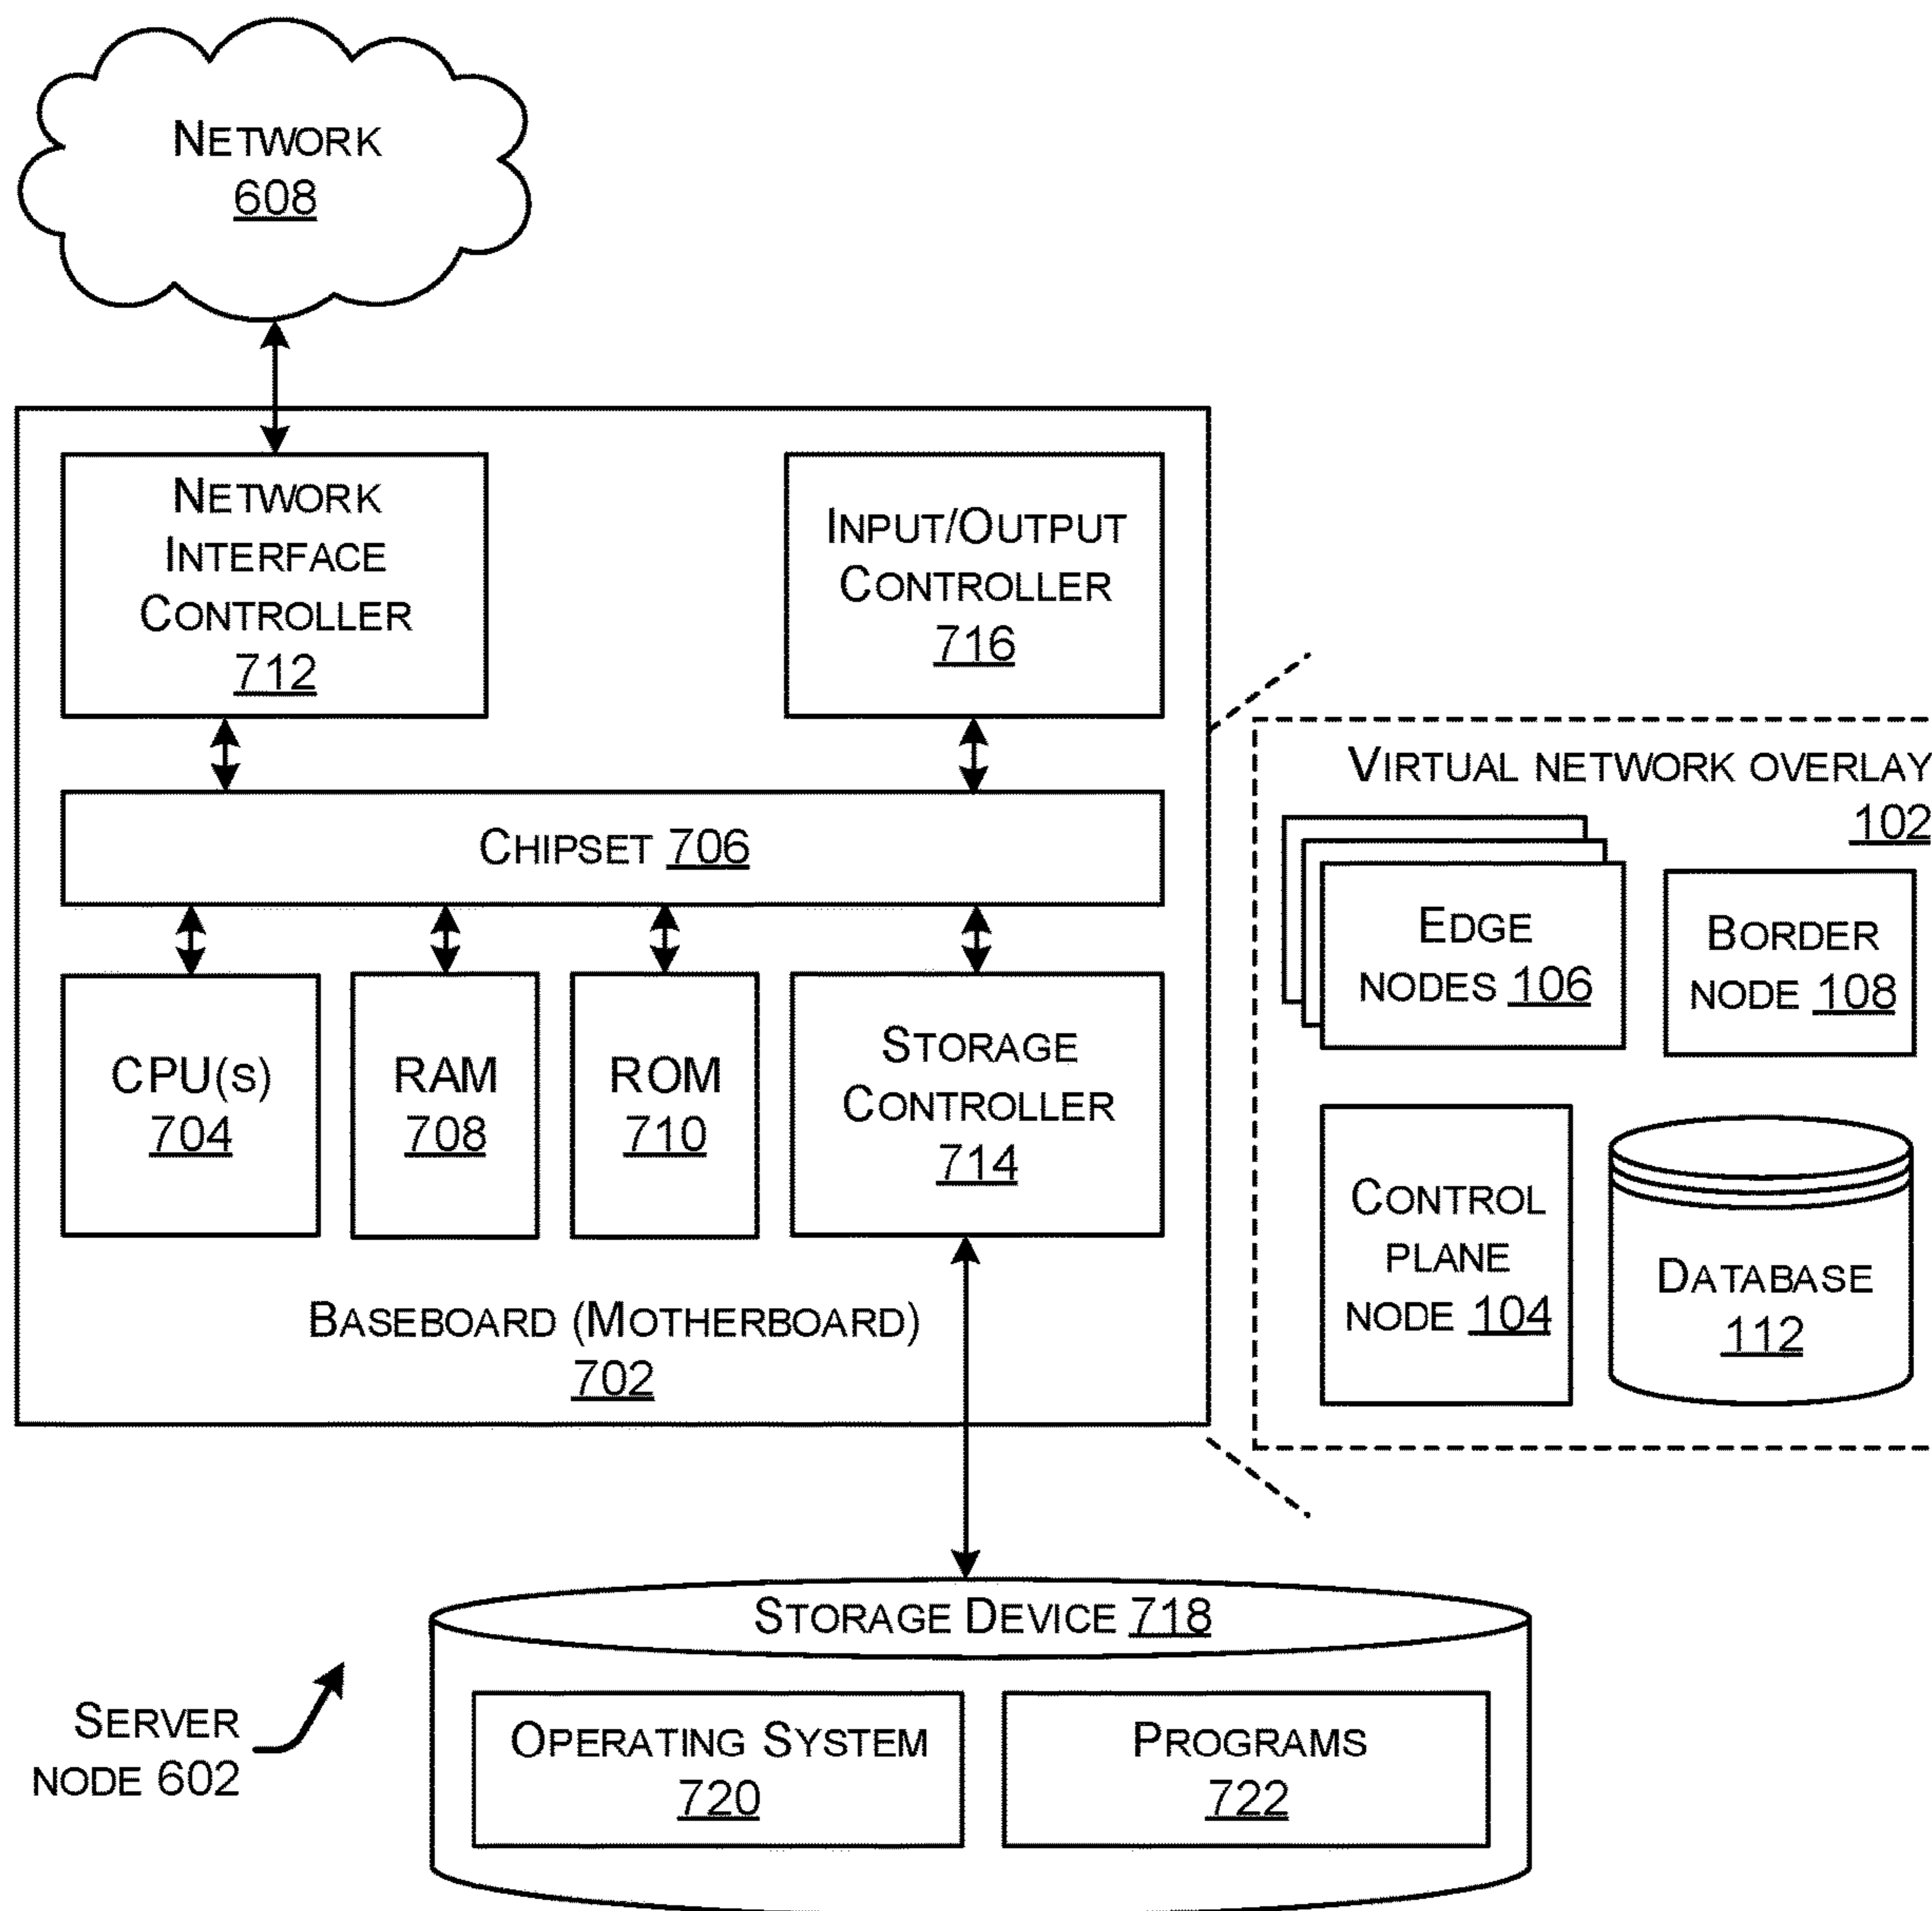 NETWORK
608
NETWORK
INTERFACE
CONTROLLER
712
INPUT/OUTPUT
CONTROLLER
716
CHIPSET 706
CPU(S)
704
RAM
708
ROM
710
STORAGE
CONTROLLER
714
BASEBOARD (MOTHERBOARD)
702
VIRTUAL NETWORK OVERLAY
102
EDGE
NODES 106
BORDER
NODE 108
CONTROL
PLANE
NODE 104
DATABASE
112
STORAGE DEVICE 718
OPERATING SYSTEM
720
PROGRAMS
722
SERVER
NODE 602